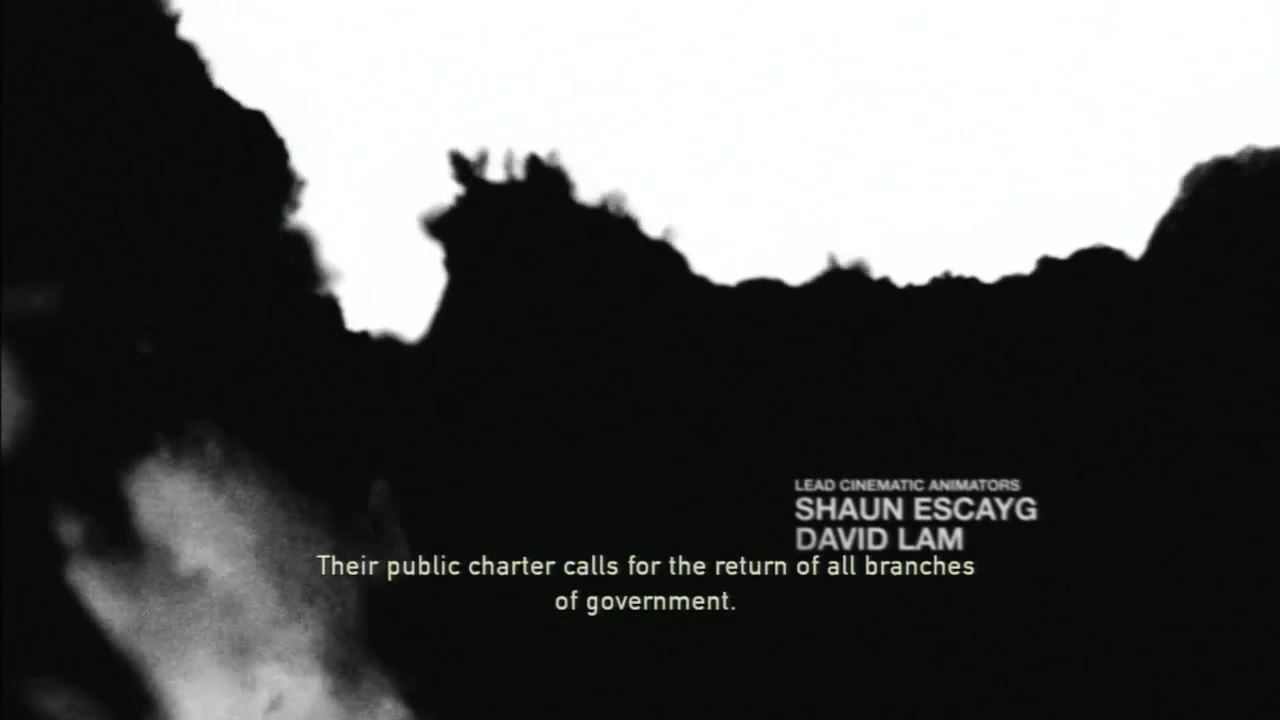 LEAD CINEMATIC ANIMATORS
SHAUN ESCAYG
DAVID LAM
Their public charter calls for the return of all branches
of government.